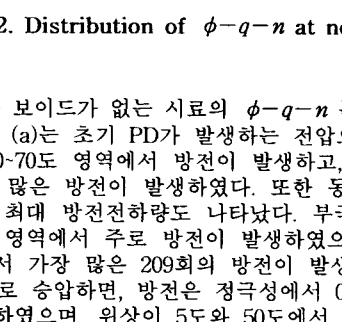 2. Distribution of ϕ-q-n at
보이드가 없는 시료의 ϕ-q-n
(a)는 초기 PD가 발생하는 전압
0~70도 영역에서 방전이 발생하고,
많은 방전이 발생하였다. 또한
최대 방전전하량도 나타났다.
영역에서 주로 방전이 발생하였으
서 가장 많은 209회의 방전이
로 승압하면, 방전은 정극성에서
하였으며, 위상이 5도와 50도에서